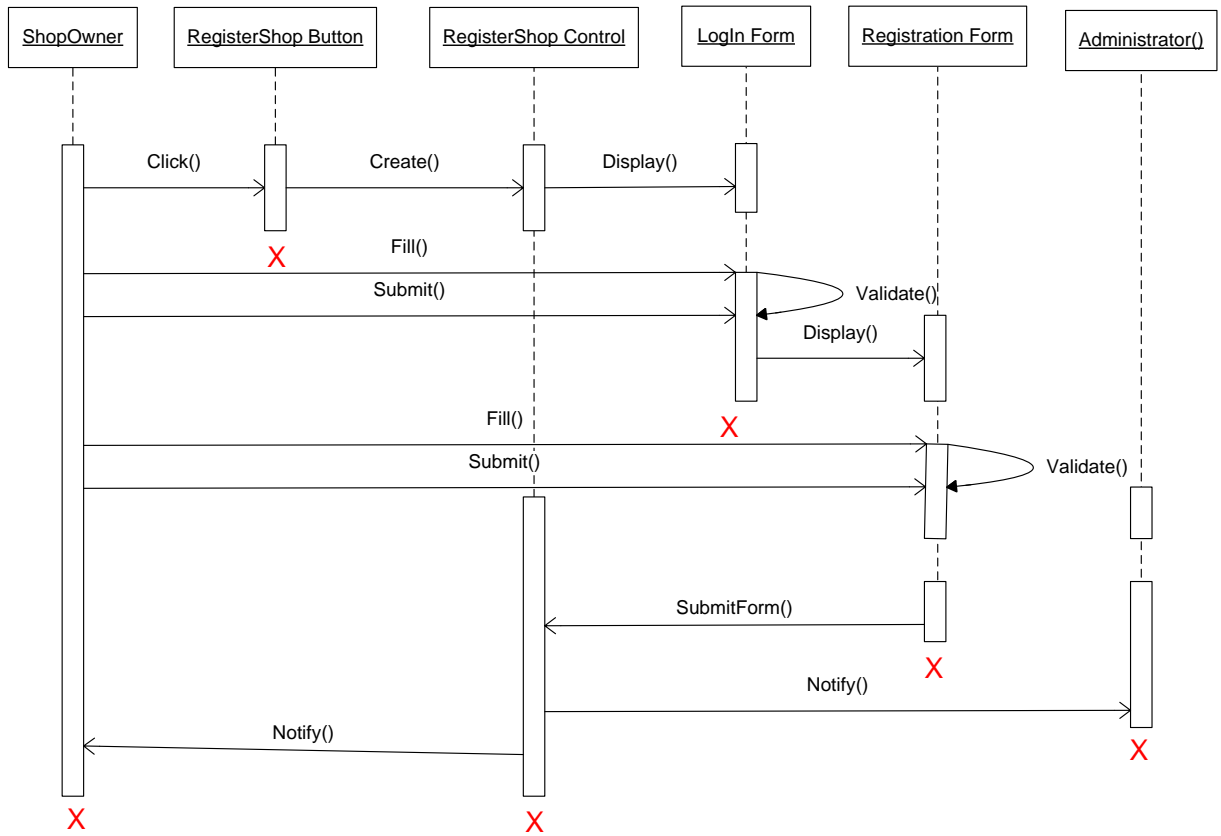 ShopOwner
RegisterShop Button
RegisterShop Control
LogIn Form
Registration Form
Administrator()
Click()
Create()
Display()
Fill()
X
Submit()
Validate()
Display()
Fill()
X
Submit()
Validate()
SubmitForm()
X
Notify()
Notify()
X
X
X